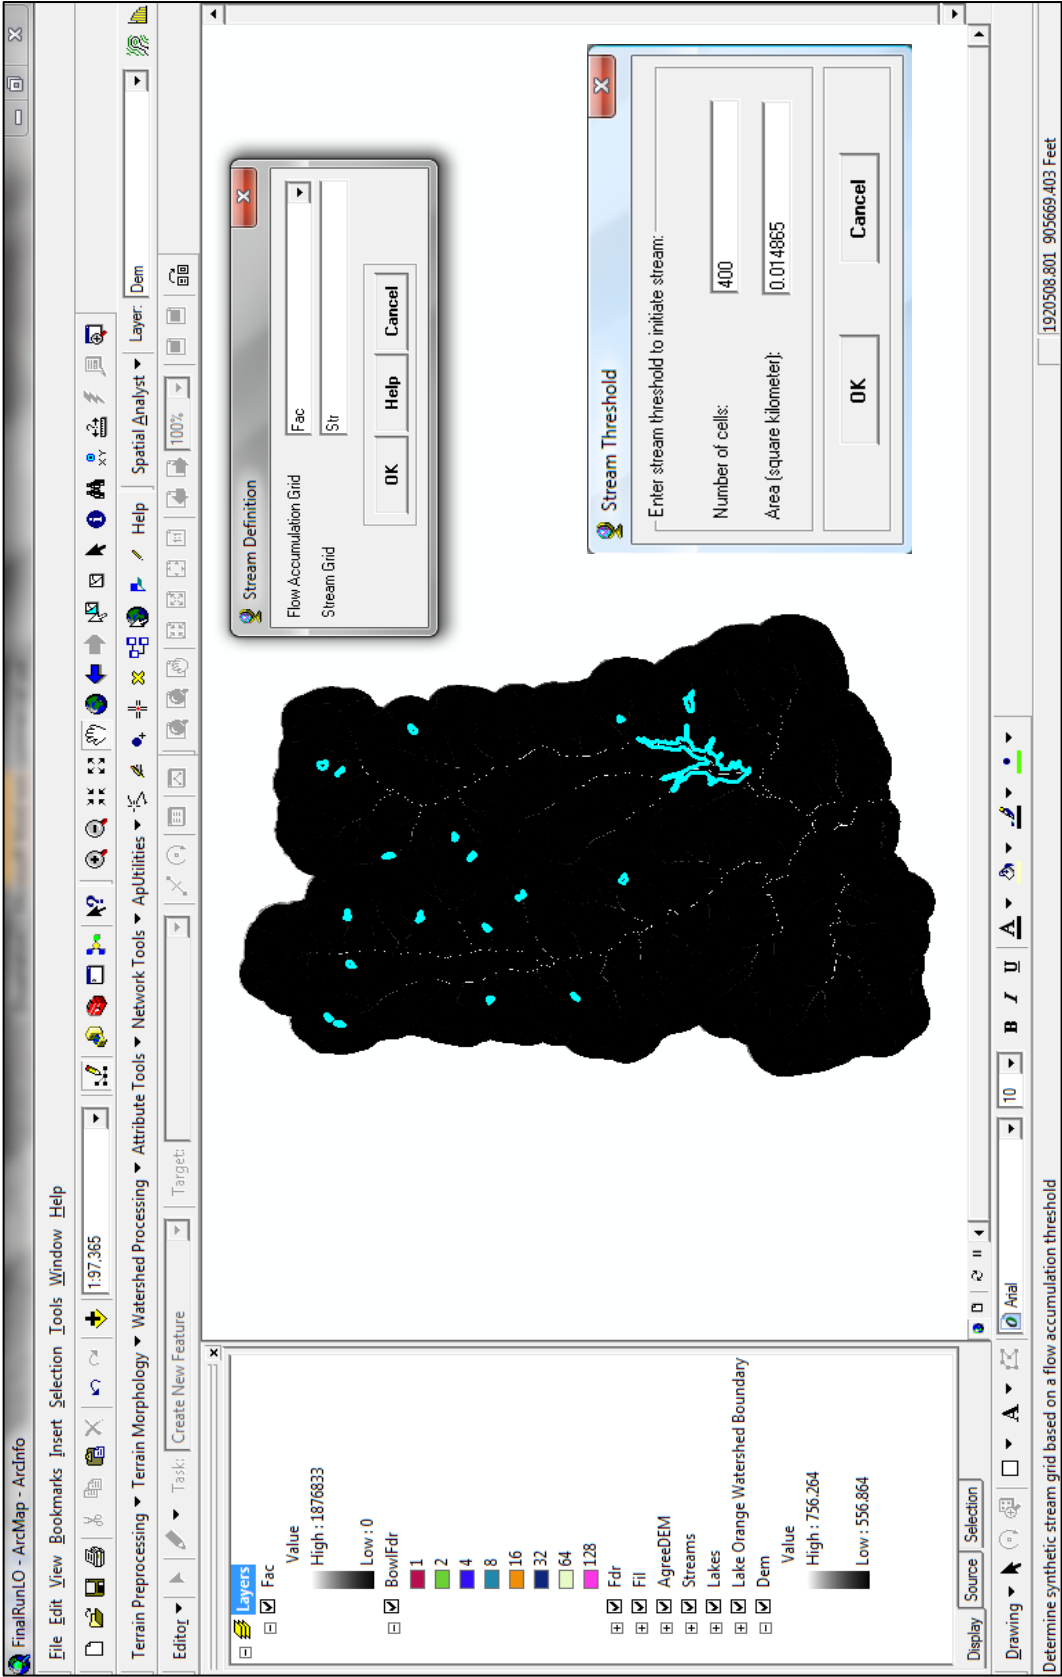 FinalRunLO - ArcMap - ArcInfo
File Edit View Bookmarks Insert Selection Tools Window Help
1:97,365
Terrain Preprocessing Terrain Morphology Watershed Processing Attribute Tools Network Tools ApUtilities Help Spatial Analyst Layer: Dem
Editor Task: Create New Feature Target: 100%
Layers
Fac
Value
High : 1876833
Low : 0
BowlFdr
1
2
4
8
16
32
64
128
Fdr
Fil
AgreeDEM
Streams
Lakes
Lake Orange Watershed Boundary
Dem
Value
High : 756.264
Low : 556.864
Display Source Selection
Stream Definition
Flow Accumulation Grid Fac
Stream Grid Str
OK Help Cancel
Stream Threshold
Enter stream threshold to initiate stream:
Number of cells: 400
Area (square kilometer): 0.014865
OK Cancel
Drawing A Arial 10 B I U A
Determine synthetic stream grid based on a flow accumulation threshold 1920508.801 905669.403 Feet